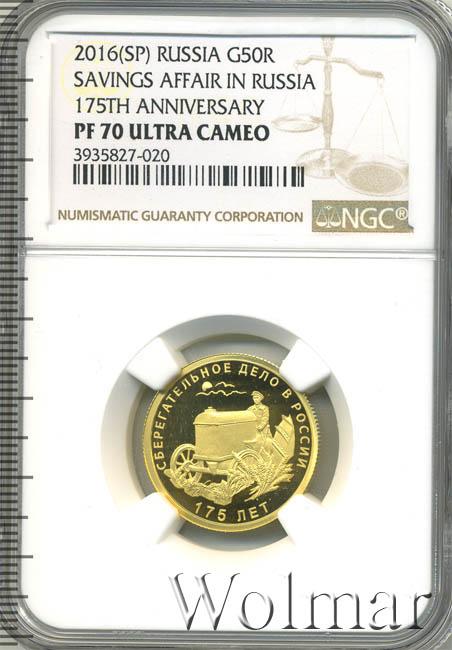 2016(SP) RUSSIA G50R
SAVINGS AFFAIR IN RUSSIA
175TH ANNIVERSARY
PF 70 ULTRA CAMEO
3935827-020
NUMISMATIC GUARANTY CORPORATION
NGC®
СБЕРЕГАТЕЛЬНОЕ ДЕЛО В РОССИИ
175 ЛЕТ
Wolmar